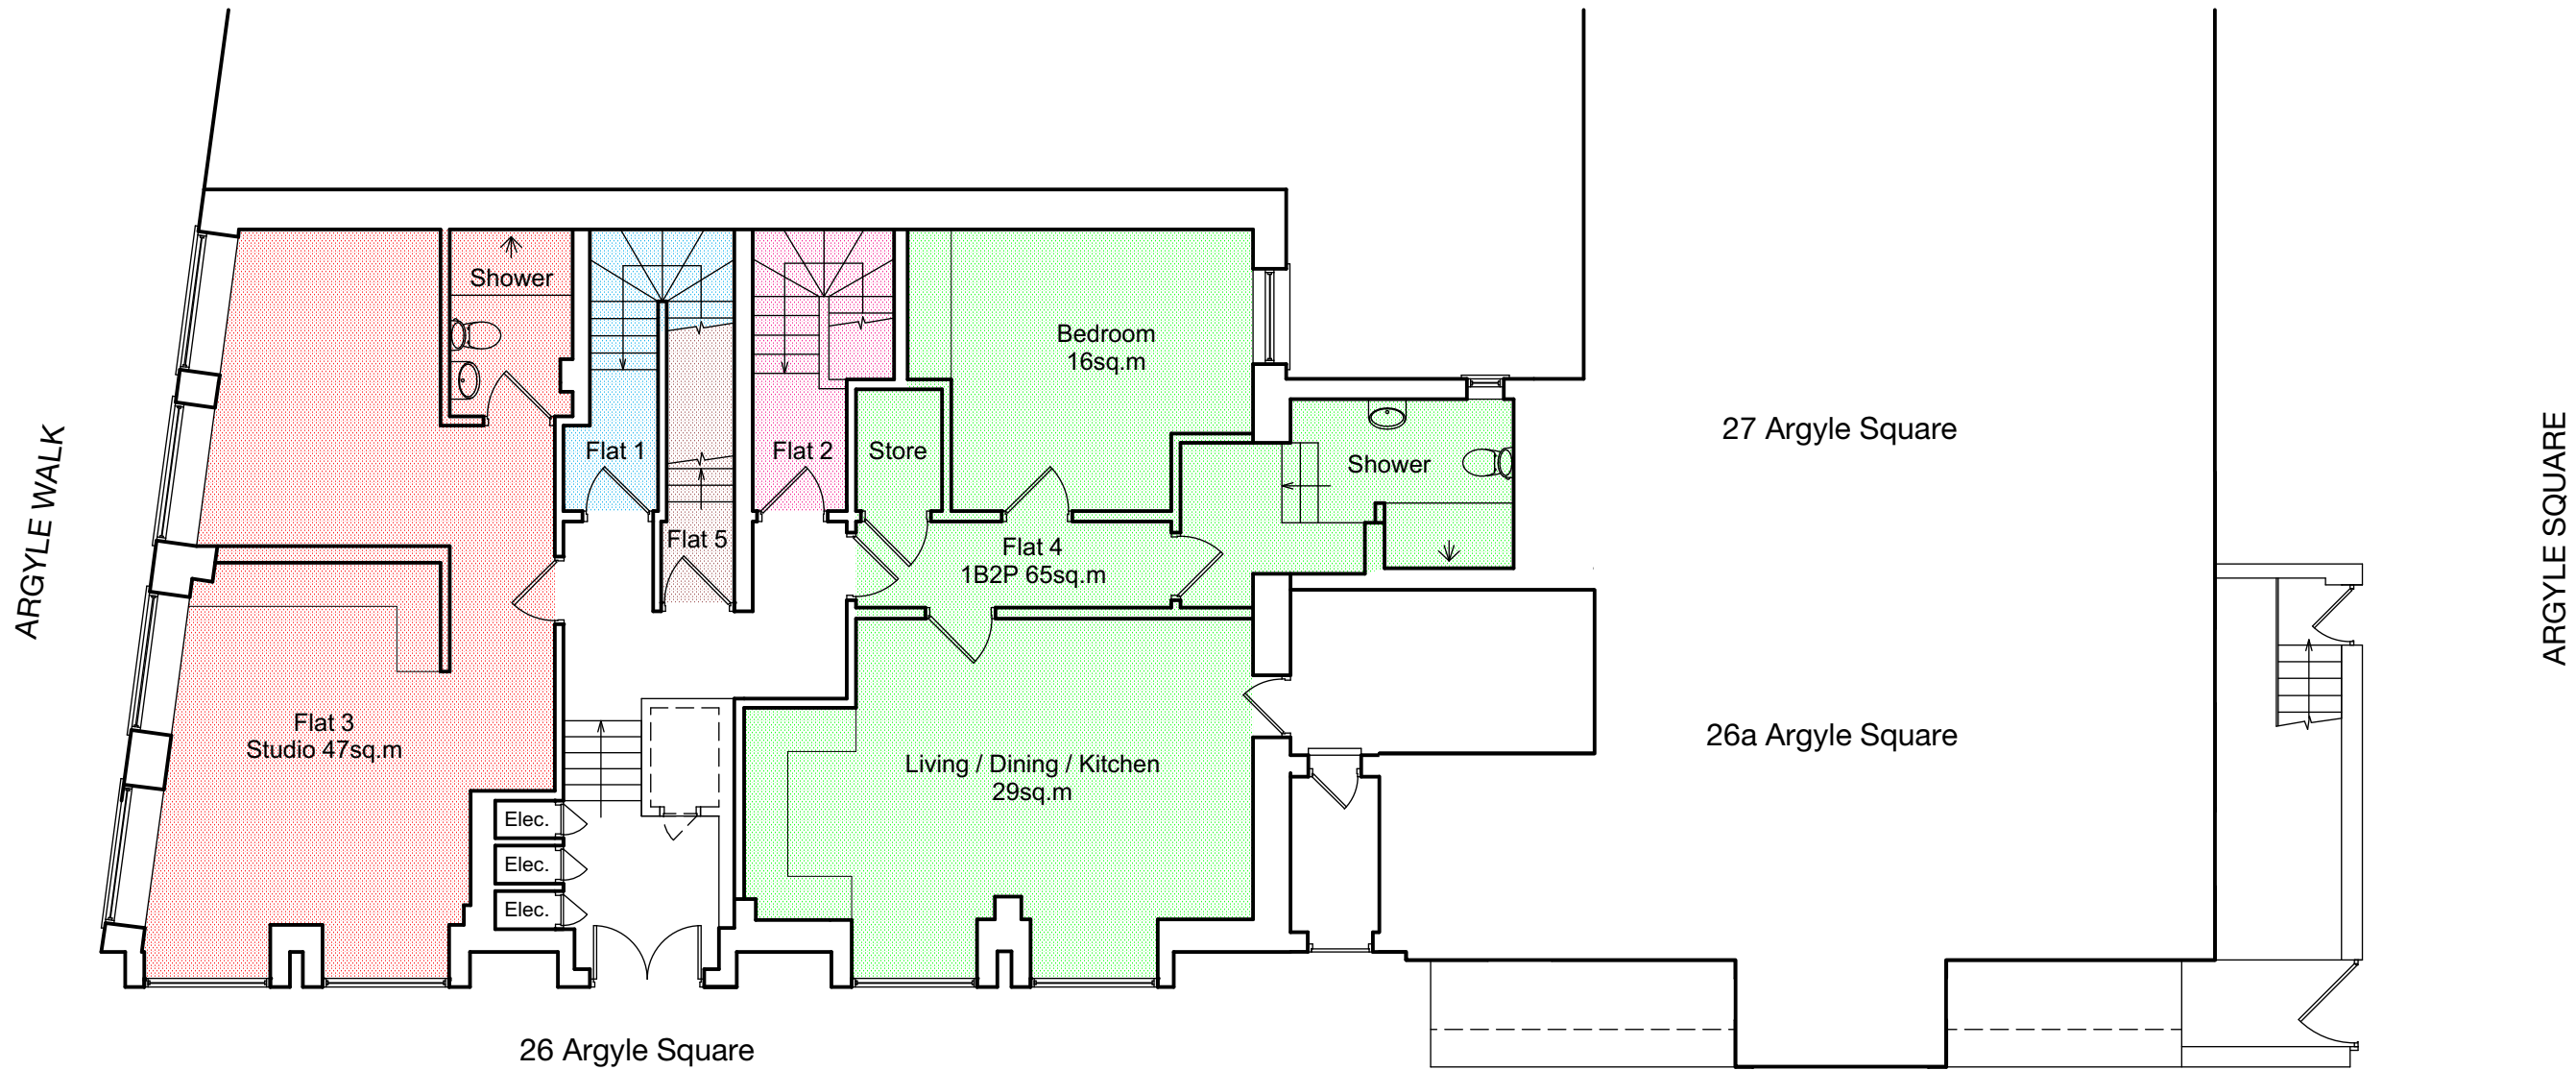 Shower
Bedroom
16sq.m
27 Argyle Square
ARGYLE WALK
ARGYLE SQUARE
Flat 1
Flat 2
Store
Shower
Flat 5
Flat 4
1B2P 65sq.m
Flat 3
Studio 47sq.m
26a Argyle Square
Living / Dining / Kitchen
29sq.m
Elec.
Elec.
Elec.
26 Argyle Square